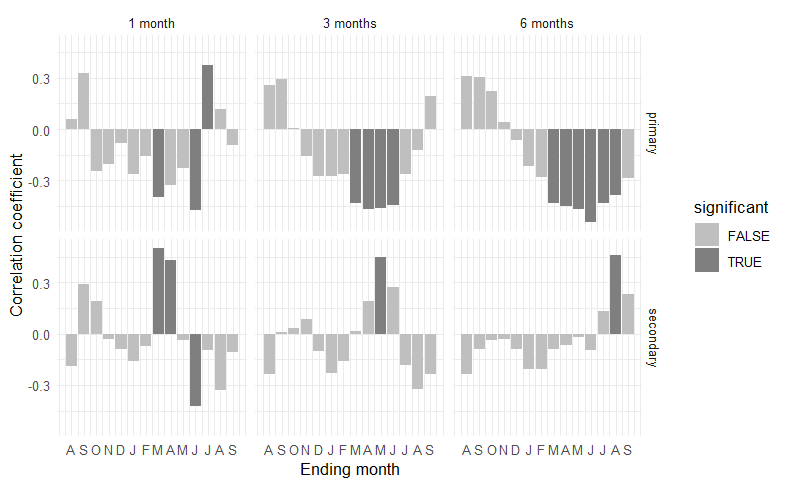 1 month 3 months 6 months
0.3
0.0
-0.3
primary
0.3
0.0
-0.3
secondary
Correlation coefficient
A S O N D J F M A M J J A S A S O N D J F M A M J J A S A S O N D J F M A M J J A S
Ending month
significant
FALSE
TRUE